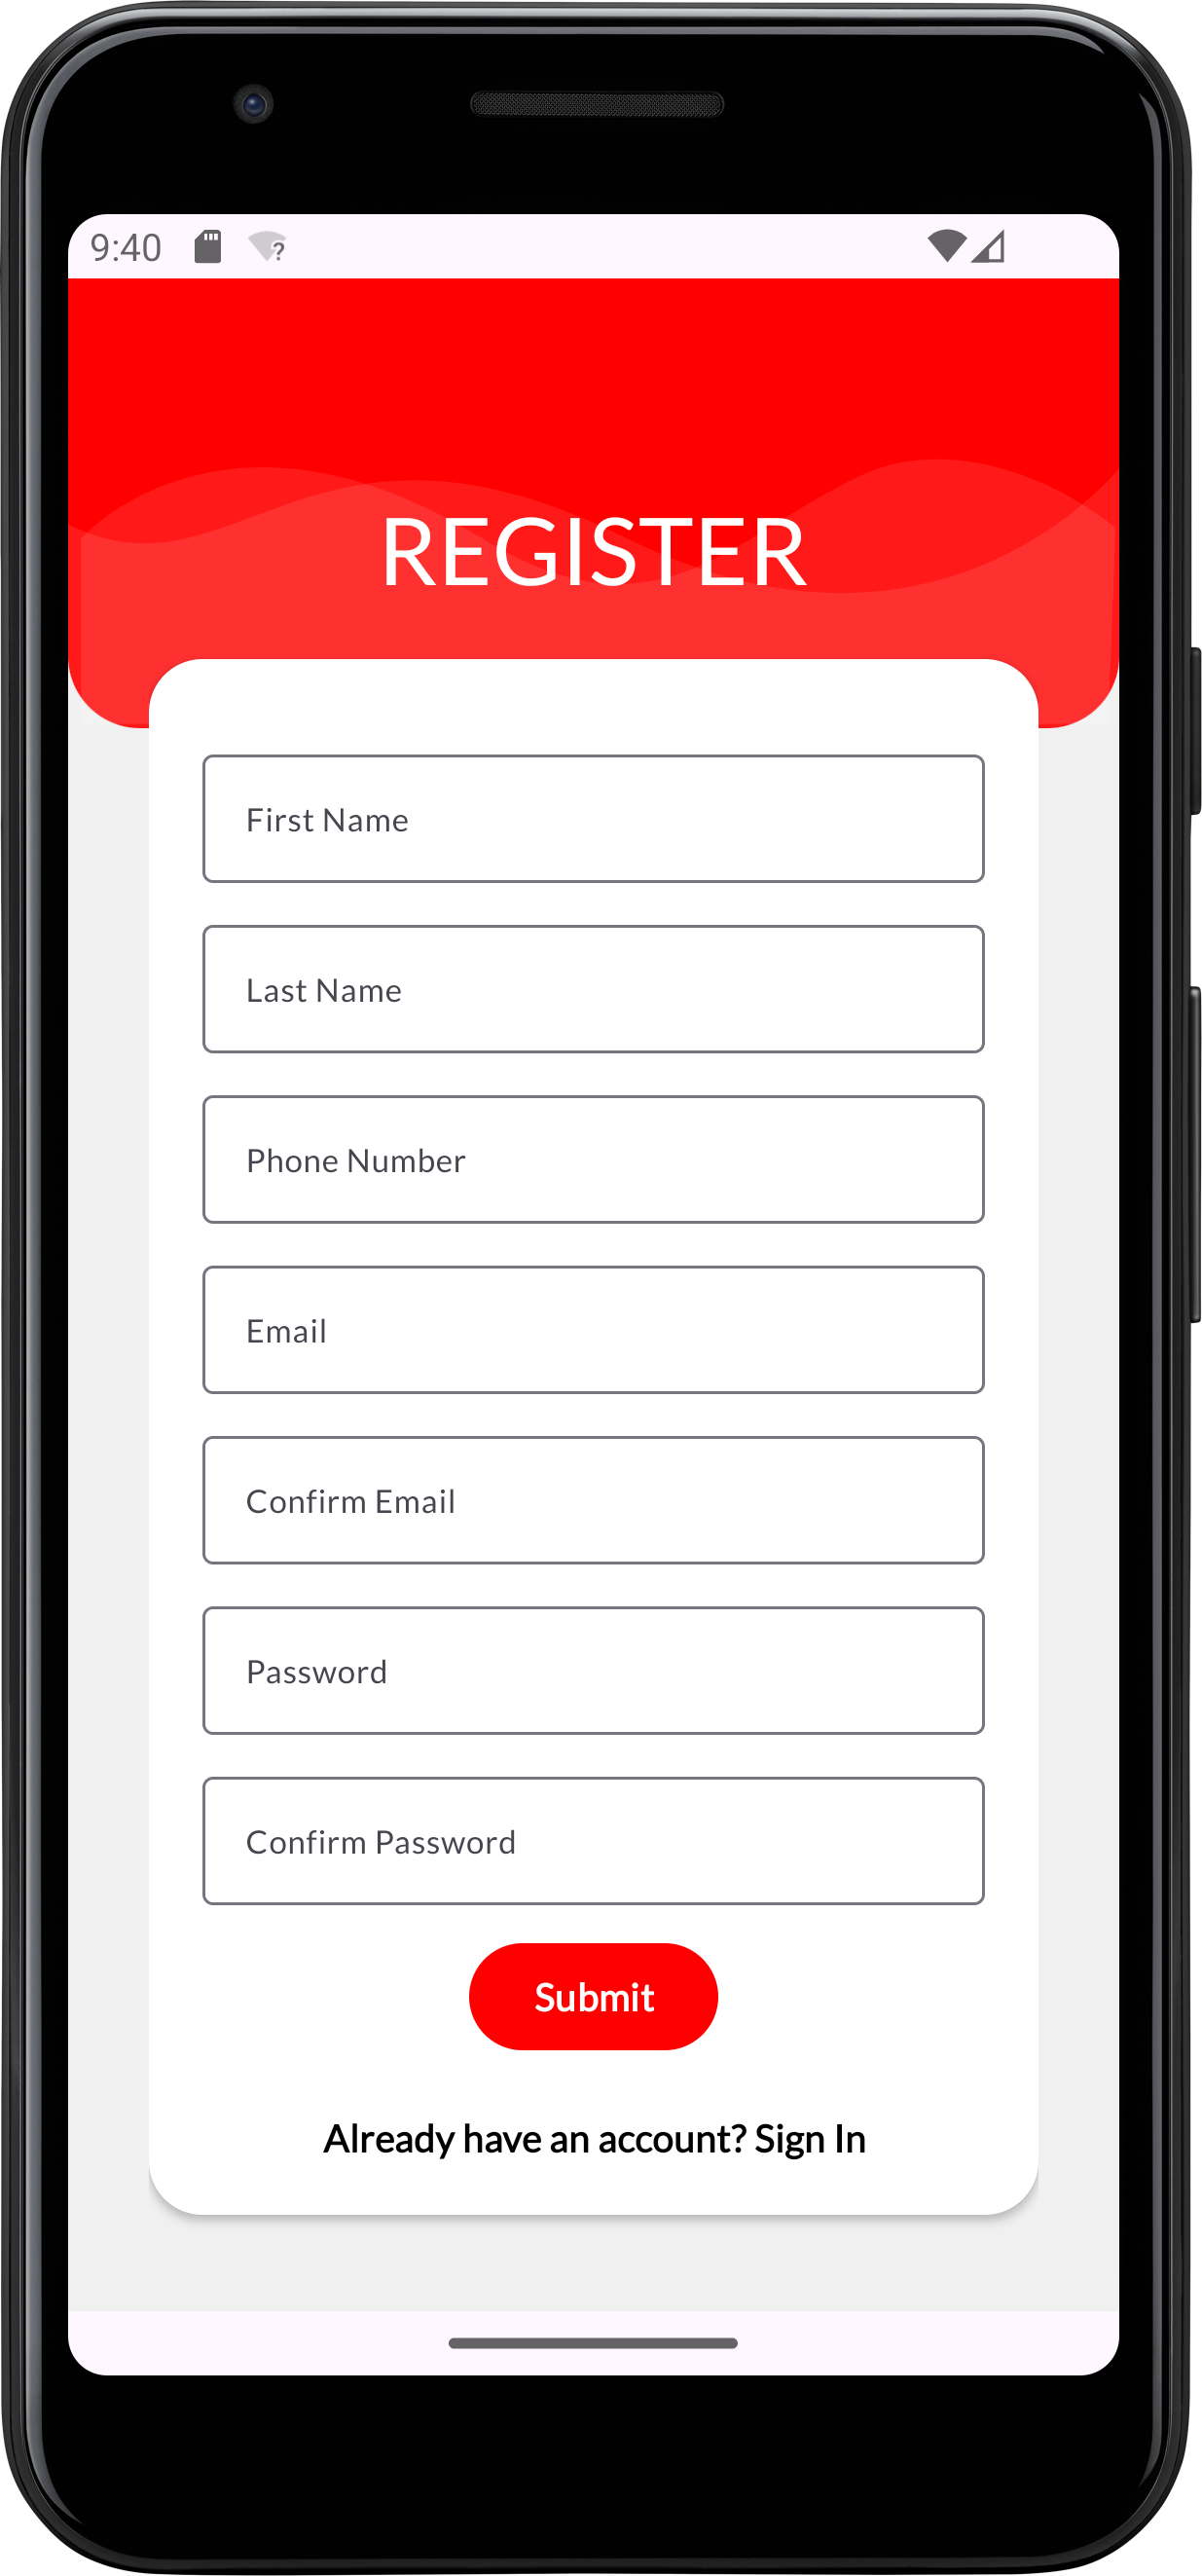 9:40
?
REGISTER
First Name
Last Name
Phone Number
Email
Confirm Email
Password
Confirm Password
Submit
Already have an account? Sign In